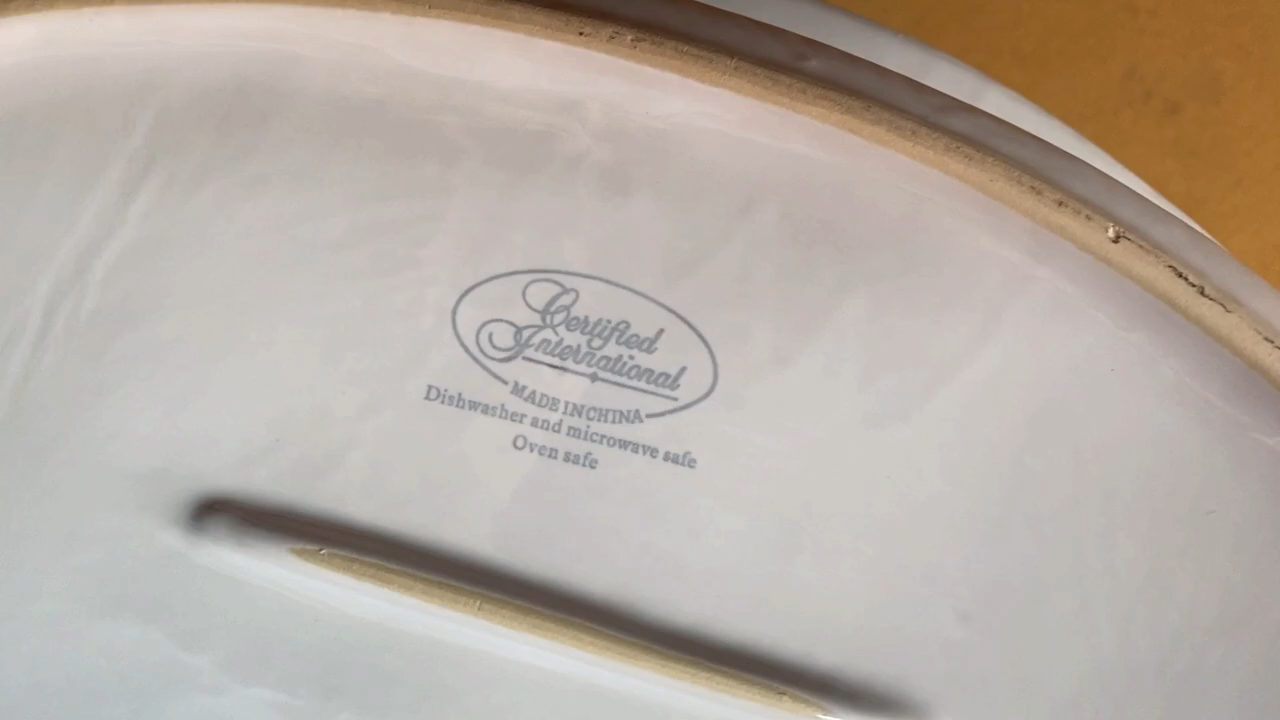 Certified
International
MADE IN CHINA
Dishwasher and microwave safe
Oven safe